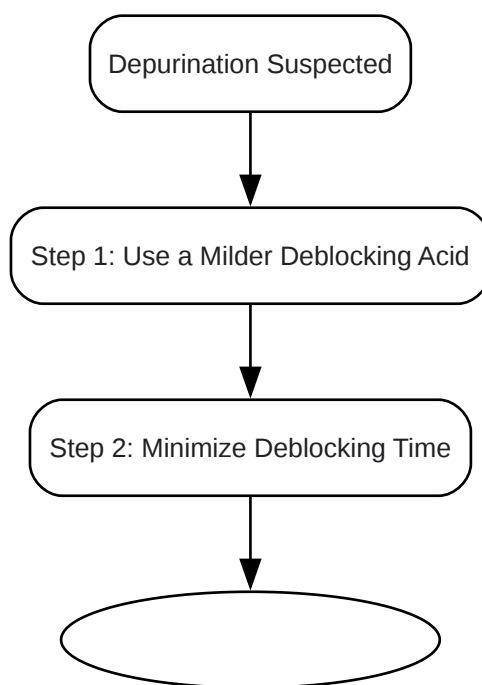 Depurination Suspected
Step 1: Use a Milder Deblocking Acid
Step 2: Minimize Deblocking Time